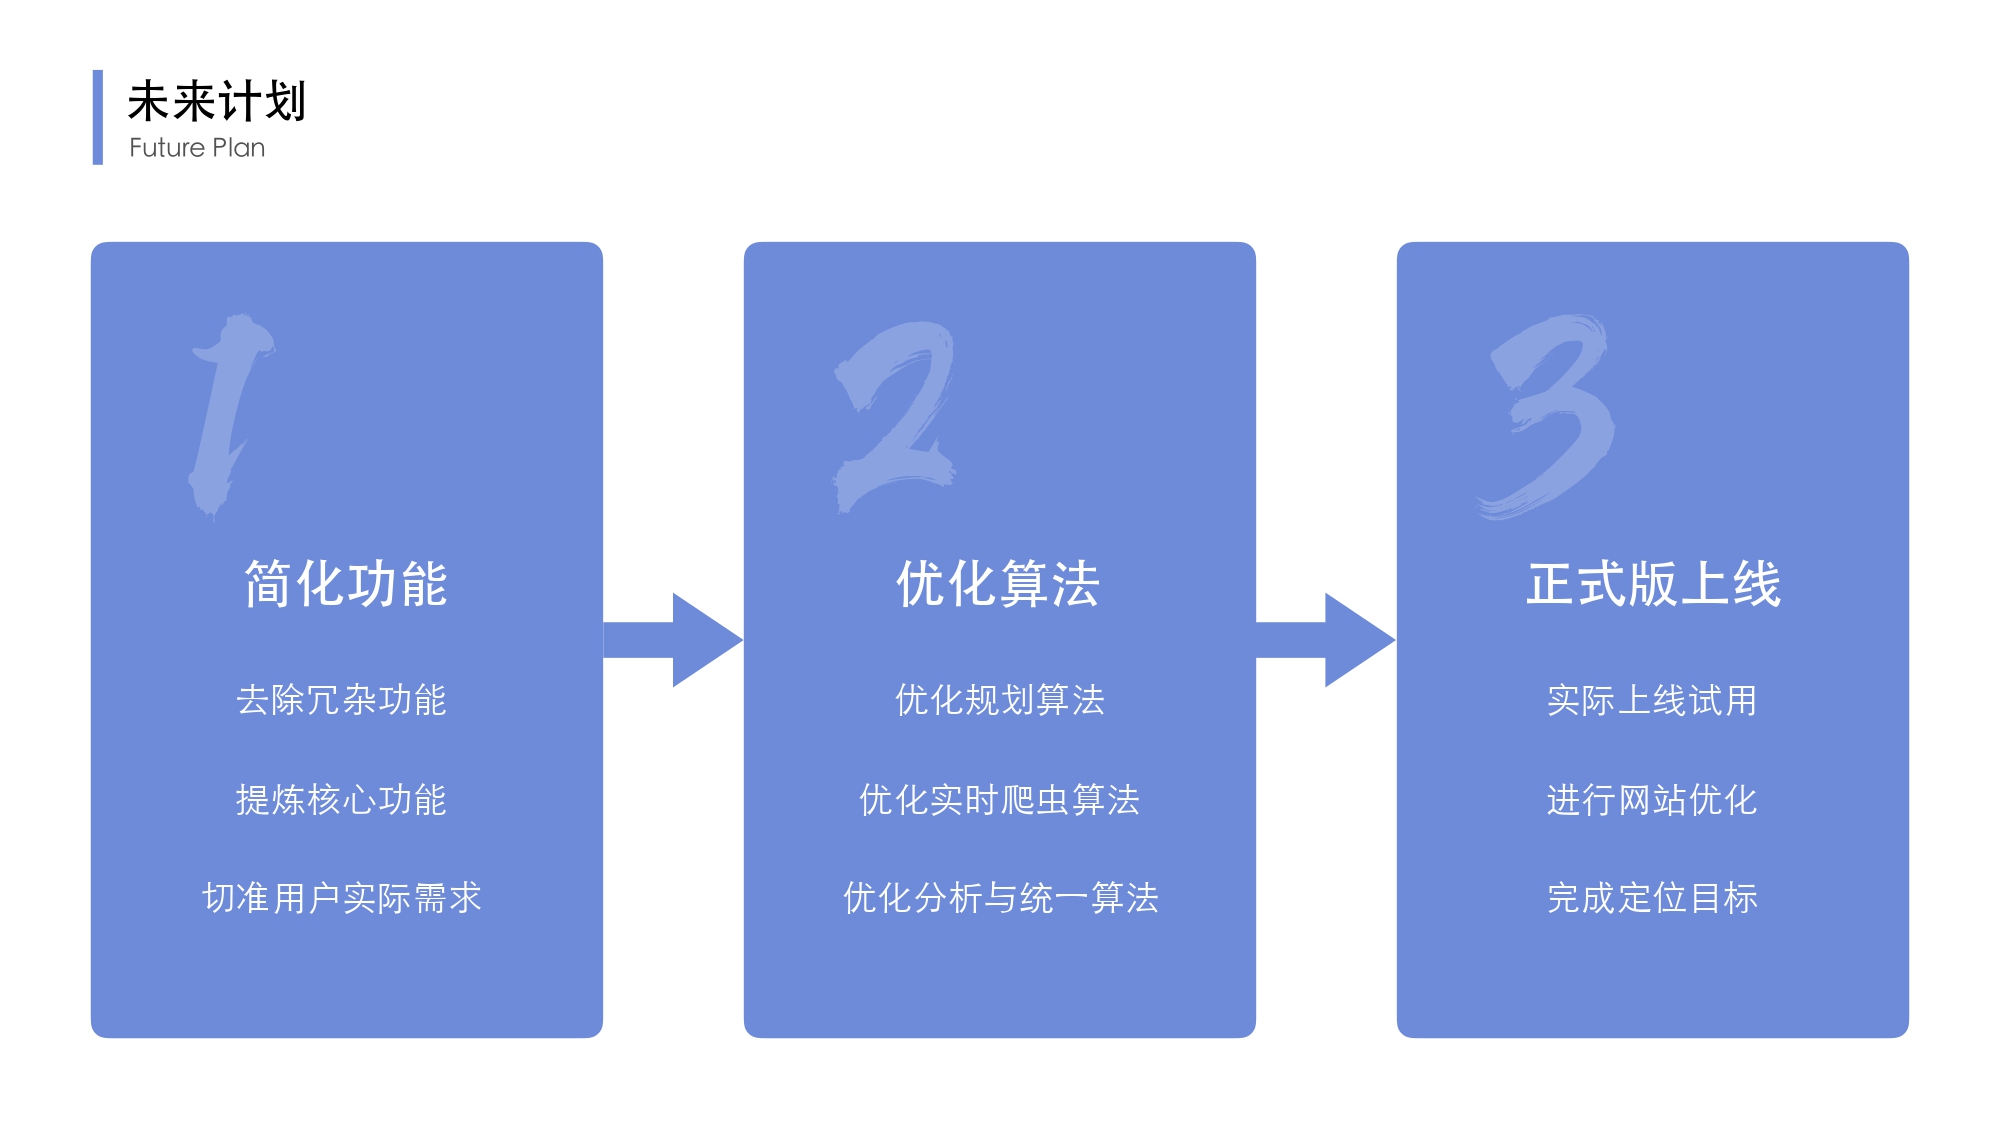 未来计划
Future Plan
1
简化功能
去除冗杂功能
提炼核心功能
切准用户实际需求
2
优化算法
优化规划算法
优化实时爬虫算法
优化分析与统一算法
3
正式版上线
实际上线试用
进行网站优化
完成定位目标